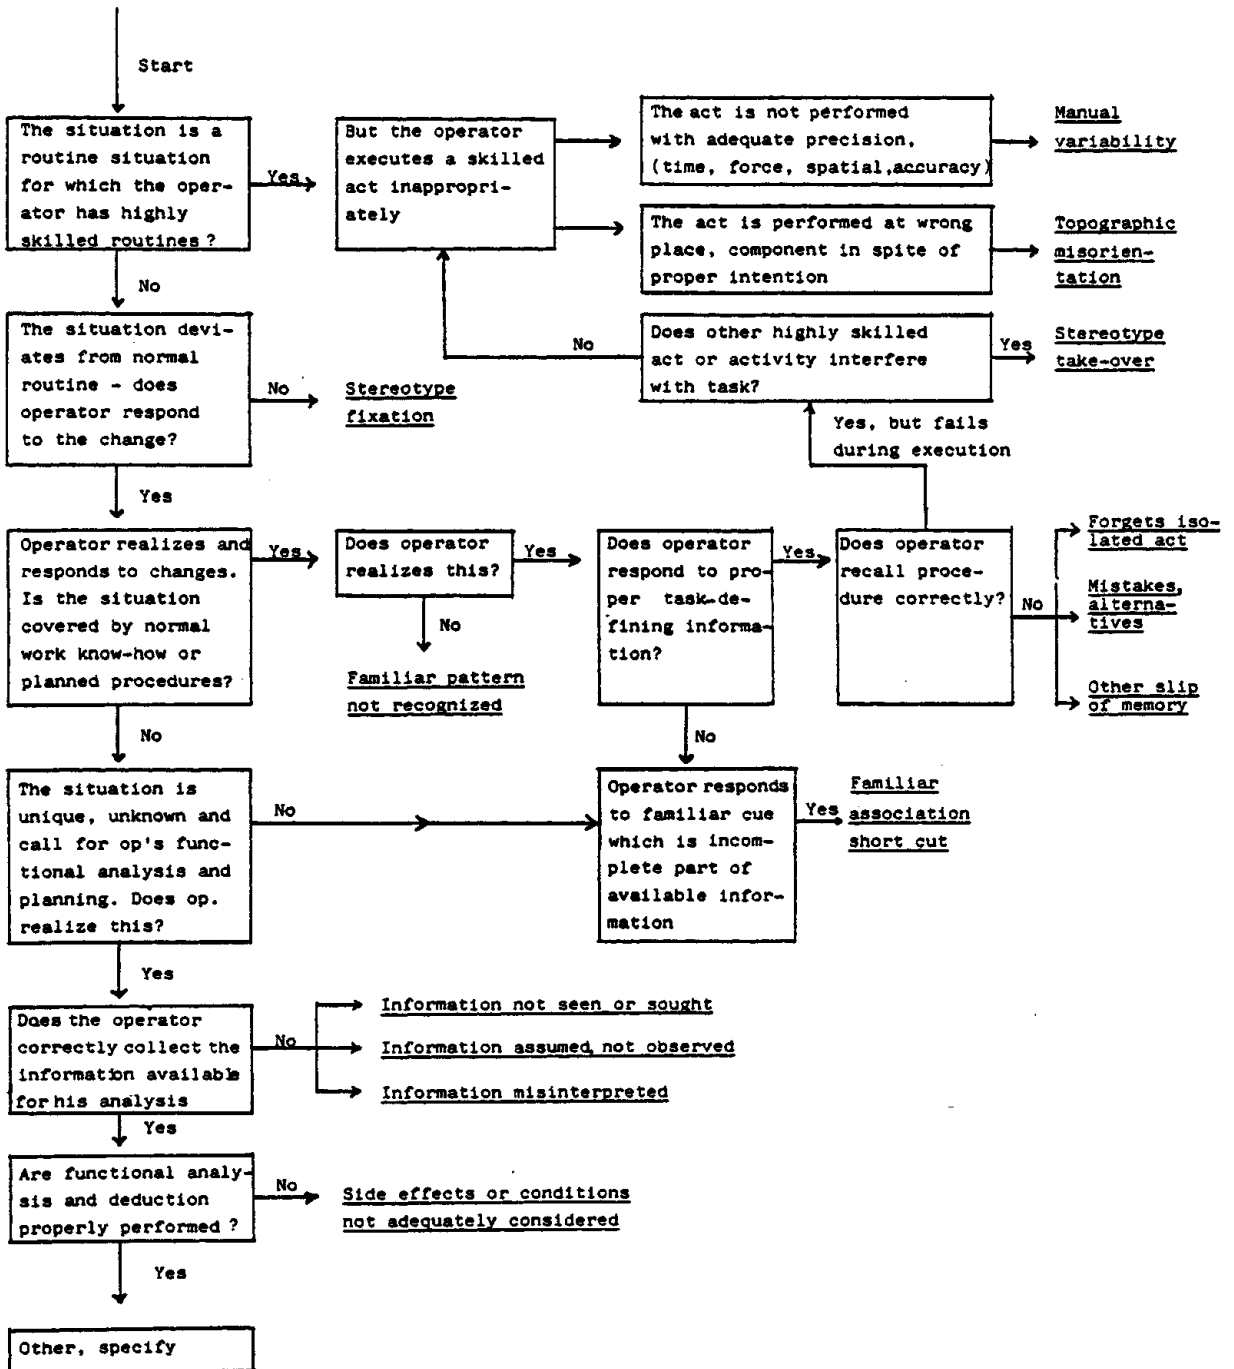 Start
The situation is a
routine situation
for which the oper-
ator has highly
skilled routines?
Yes
But the operator
executes a skilled
act inappropri-
ately
The act is not performed
with adequate precision,
(time, force, spatial,accuracy)
Manual
variability
The act is performed at wrong
place, component in spite of
proper intention
Topographic
misorien-
tation
No
The situation devi-
ates from normal
routine - does
operator respond
to the change?
No
Stereotype
fixation
No
Does other highly skilled
act or activity interfere
with task?
Yes
Stereotype
take-over
Yes, but fails
during execution
Yes
Operator realizes and
responds to changes.
Is the situation
covered by normal
work know-how or
planned procedures?
Yes
Does operator
realizes this?
Yes
No
Familiar pattern
not recognized
Does operator
respond to pro-
per task-de-
fining informa-
tion?
Yes
Does operator
recall proce-
dure correctly?
No
Forgets iso-
lated act
Mistakes,
alterna-
tives
Other slip
of memory
No
No
The situation is
unique, unknown and
call for op's func-
tional analysis and
planning. Does op.
realize this?
No
Operator responds
to familiar cue
which is incom-
plete part of
available infor-
mation
Yes
Familiar
association
short cut
Yes
Does the operator
correctly collect the
information available
for his analysis
No
Information not seen or sought
Information assumed, not observed
Information misinterpreted
Yes
Are functional analy-
sis and deduction
properly performed ?
No
Side effects or conditions
not adequately considered
Yes
Other, specify